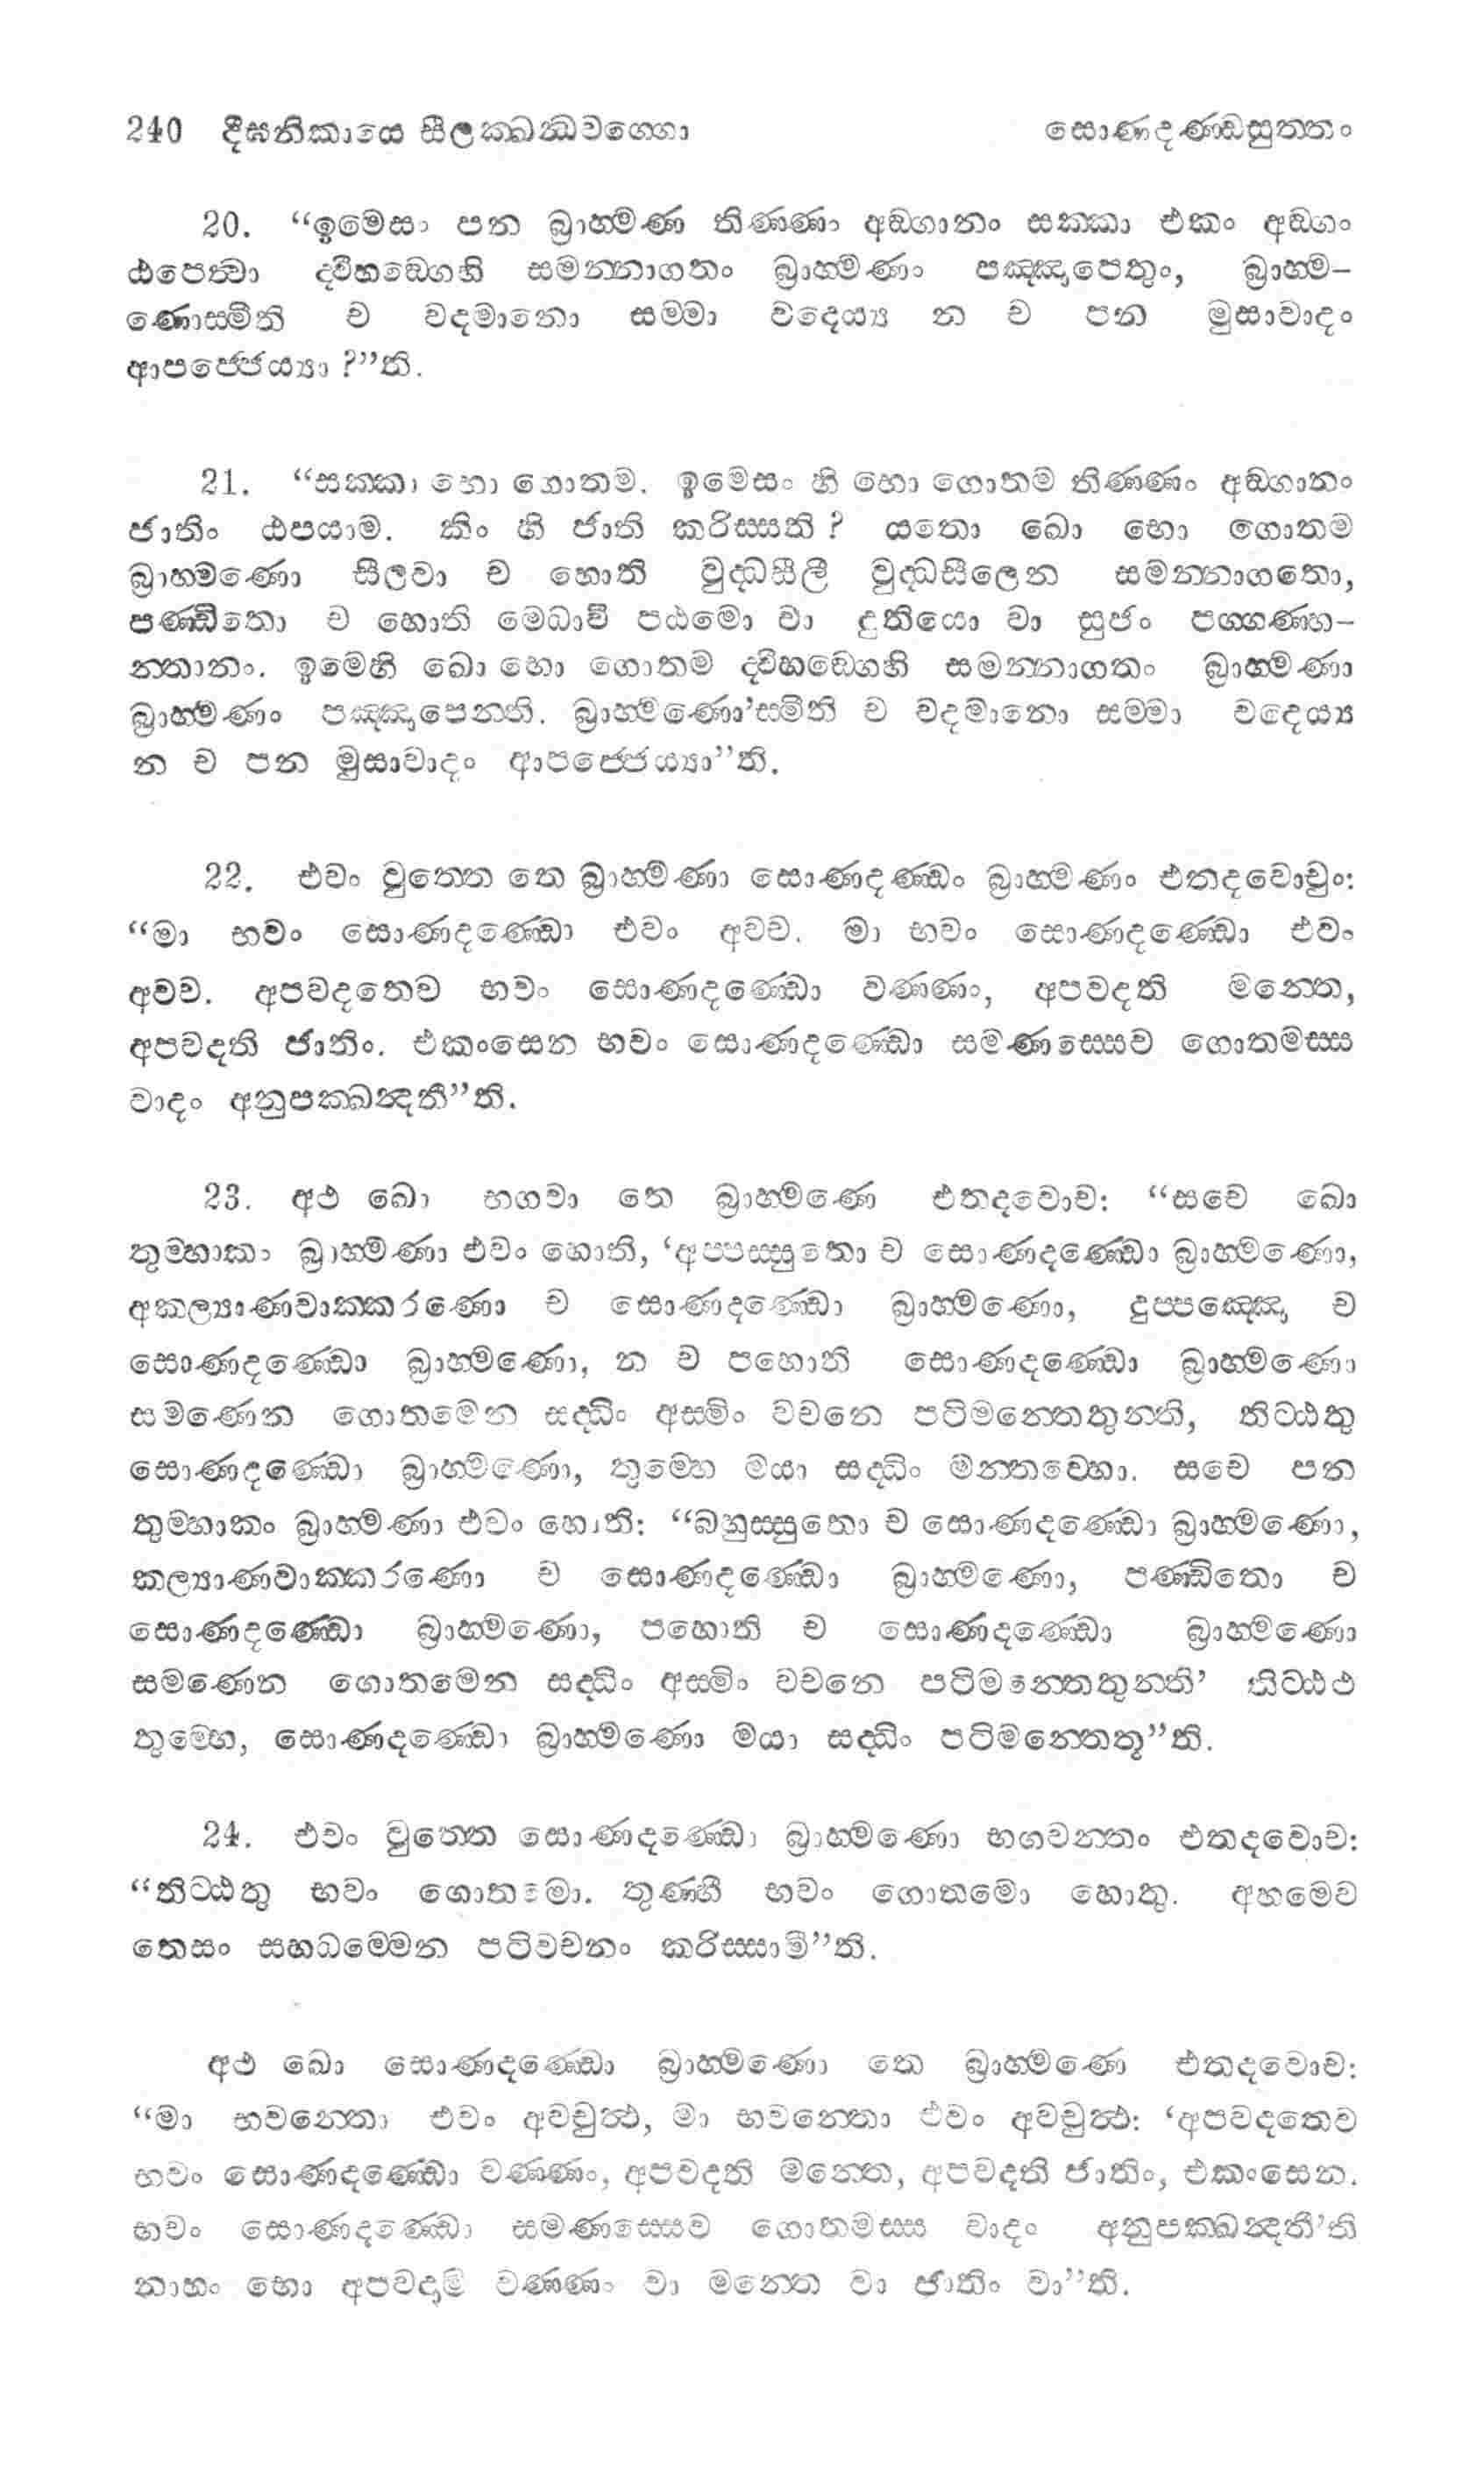 240 දීඝනිකායෙ සීලක්ඛන්ධවග්ගො සොණදණ්ඩසුත්තං
20. “ඉමෙසං පන බ්‍රාහ්මණ තිණ්ණං අඞ්ගානං සක්කා එකං අඞ්ගං
ඨපෙත්‍වා ද්වීහඞ්ගෙහි සමන්නාගතං බ්‍රාහ්මණං පඤ්ඤපෙතුං, බ්‍රාහ්ම-
ණොස්මීති ච වදමානො සම්මා වදෙය්‍ය න ච පන මුසාවාදං
ආපජ්ජෙය්‍යා ?”ති.
21. “සක්කා හො ගොතම. ඉමෙසං හි හො ගොතම තිණ්ණං අඞ්ගානං
ජාතිං ඨපයාම. කිං හි ජාති කරිස්සති ? යතො ඛො භො ගොතම
බ්‍රාහ්මණො සීලවා ච හොති වුද්ධසීලී වුද්ධසීලෙන සමන්නාගතො,
පණ්ඩිතො ච හොති මෙධාවී පඨමො වා දුතියො වා සුජං පග්ගණ්හ-
න්තානං. ඉමෙහි ඛො භො ගොතම ද්වීහඞ්ගෙහි සමන්නාගතං බ්‍රාහ්මණා
බ්‍රාහ්මණං පඤ්ඤපෙන්ති. බ්‍රාහ්මණො’ස්මීති ච වදමානො සම්මා වදෙය්‍ය
න ච පන මුසාවාදං ආපජ්ජෙය්‍යා”ති.
22. එවං වුත්තෙ තෙ බ්‍රාහ්මණා සොණදණ්ඩං බ්‍රාහ්මණං එතදවොචුං:
“මා භවං සොණදණ්ඩො එවං අවච. මා භවං සොණදණ්ඩො එවං
අවච. අපවදතෙව භවං සොණදණ්ඩො වණ්ණං, අපවදති මන්තෙ,
අපවදති ජාතිං. එකංසෙන භවං සොණදණ්ඩො සමණස්සෙව ගොතමස්ස
වාදං අනුපක්ඛන්දතී”ති.
23. අථ ඛො භගවා තෙ බ්‍රාහ්මණෙ එතදවොච: “සචෙ ඛො
තුම්හාකං බ්‍රාහ්මණා එවං හොති, ‘අප්පස්සුතො ච සොණදණ්ඩො බ්‍රාහ්මණො,
අකල්‍යාණවාක්කරණො ච සොණදණ්ඩො බ්‍රාහ්මණො, දුප්පඤ්ඤෙ ච
සොණදණ්ඩො බ්‍රාහ්මණො, න ච පහොති සොණදණ්ඩො බ්‍රාහ්මණො
සමණෙන ගොතමෙන සද්ධිං අස්මිං වචනෙ පටිමන්තෙතුන්ති, තිට්ඨතු
සොණදණ්ඩො බ්‍රාහ්මණො, තුම්හෙ මයා සද්ධිං මන්තව්හො. සචෙ පන
තුම්හාකං බ්‍රාහ්මණා එවං හොති: “බහුස්සුතො ච සොණදණ්ඩො බ්‍රාහ්මණො,
කල්‍යාණවාක්කරණො ච සොණදණ්ඩො බ්‍රාහ්මණො, පණ්ඩිතො ච
සොණදණ්ඩො බ්‍රාහ්මණො, පහොති ච සොණදණ්ඩො බ්‍රාහ්මණො
සමණෙන ගොතමෙන සද්ධිං අස්මිං වචනෙ පටිමන්තෙතුන්ති’ තිට්ඨථ
තුම්හෙ, සොණදණ්ඩො බ්‍රාහ්මණො මයා සද්ධිං පටිමන්තෙතූ”ති.
24. එවං වුත්තෙ සොණදණ්ඩො බ්‍රාහ්මණො භගවන්තං එතදවොච:
“තිට්ඨතු භවං ගොතමො. තුණ්හී භවං ගොතමො හොතු. අහමෙව
තෙසං සහධම්මෙන පටිවචනං කරිස්සාමී”ති.
අථ ඛො සොණදණ්ඩො බ්‍රාහ්මණො තෙ බ්‍රාහ්මණෙ එතදවොච:
“මා භවන්තො එවං අවචුත්‍ථ, මා භවන්තො එවං අවචුත්‍ථ: ‘අපවදතෙව
භවං සොණදණ්ඩො වණ්ණං, අපවදති මන්තෙ, අපවදති ජාතිං, එකංසෙන.
භවං සොණදණ්ඩො සමණස්සෙව ගොතමස්ස වාදං අනුපක්ඛන්දතී’ති
නාහං භො අපවදාමි වණ්ණං වා මන්තෙ වා ජාතිං වා”ති.